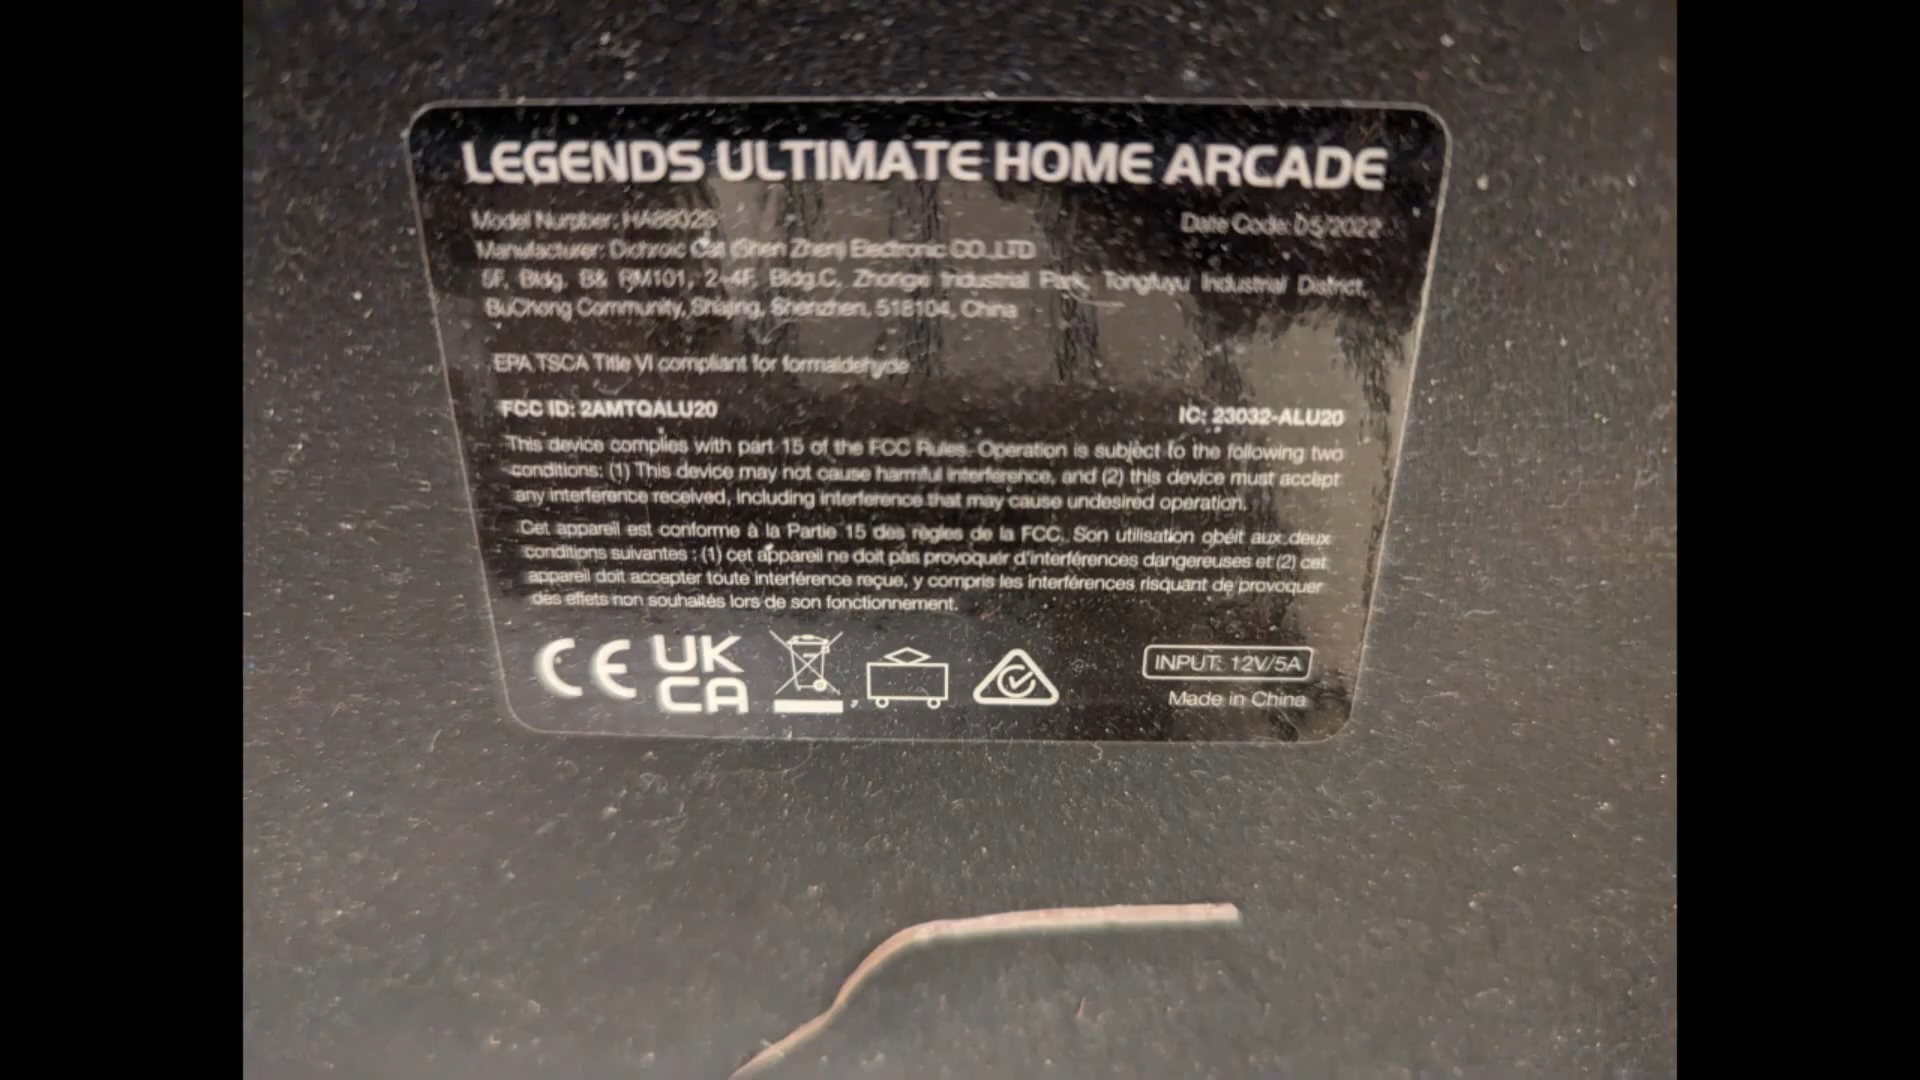 LEGENDS ULTIMATE HOME ARCADE
Model Number: HA8802S
Date Code: 05/2022
Manufacturer: Dichroic Cat (Shen Zhen) Electronic CO.,LTD
5F, Bldg. B& RM101, 2-4F, Bldg.C, Zhongxi Industrial Park, Tongfuyu Industrial District,
BuChong Community, Shajing, Shenzhen, 518104, China
EPA TSCA Title VI compliant for formaldehyde
FCC ID: 2AMTQALU20
IC: 23032-ALU20
This device complies with part 15 of the FCC Rules. Operation is subject to the following two
conditions: (1) This device may not cause harmful interference, and (2) this device must accept
any interference received, including interference that may cause undesired operation.
Cet appareil est conforme à la Partie 15 des règles de la FCC. Son utilisation obéit aux deux
conditions suivantes : (1) cet appareil ne doit pas provoquer d'interférences dangereuses et (2) cet
appareil doit accepter toute interférence reçue, y compris les interférences risquant de provoquer
des effets non souhaités lors de son fonctionnement.
CE UK
CA
INPUT: 12V/5A
Made in China